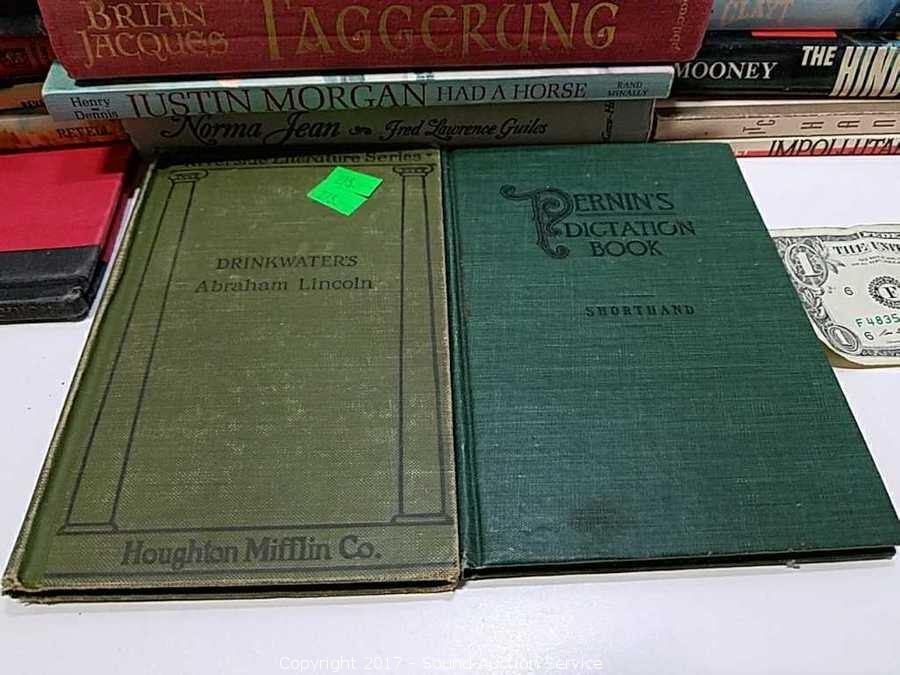 BRIAN
JACQUES
TAGGERUNG
Henry
Dennis
JUSTIN MORGAN HAD A HORSE
RAND
McNALLY
Norma Jean
Fred Lawrence Guiles
MOONEY
THE
Riverside Literature Series
DRINKWATER'S
Abraham Lincoln
Houghton Mifflin Co.
PERNIN'S
DICTATION
BOOK
SHORTHAND
1
THE UNIT
6
F
F4835
6
Copyright 2017 - Sound Auction Service